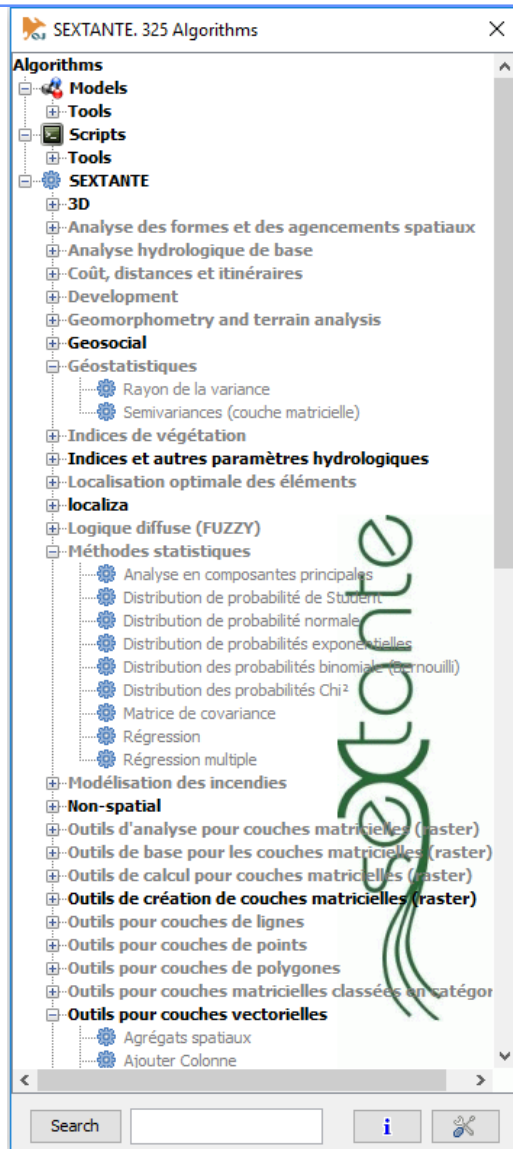 SEXTANTE. 325 Algorithms
Algorithms
Models
Tools
Scripts
Tools
SEXTANTE
3D
Analyse des formes et des agencements spatiaux
Analyse hydrologique de base
Coût, distances et itinéraires
Development
Geomorphometry and terrain analysis
Geosocial
Géostatistiques
Rayon de la variance
Semivariances (couche matricielle)
Indices de végétation
Indices et autres paramètres hydrologiques
Localisation optimale des éléments
localiza
Logique diffuse (FUZZY)
Méthodes statistiques
Analyse en composantes principales
Distribution de probabilité de Student
Distribution de probabilité normale
Distribution de probabilités exponentielles
Distribution des probabilités binomiale (Bernouilli)
Distribution des probabilités Chi²
Matrice de covariance
Régression
Régression multiple
Modélisation des incendies
Non-spatial
Outils d'analyse pour couches matricielles (raster)
Outils de base pour les couches matricielles (raster)
Outils de calcul pour couches matricielles (raster)
Outils de création de couches matricielles (raster)
Outils pour couches de lignes
Outils pour couches de points
Outils pour couches de polygones
Outils pour couches matricielles classées en catégor
Outils pour couches vectorielles
Agrégats spatiaux
Ajouter Colonne
sextante
Search
i